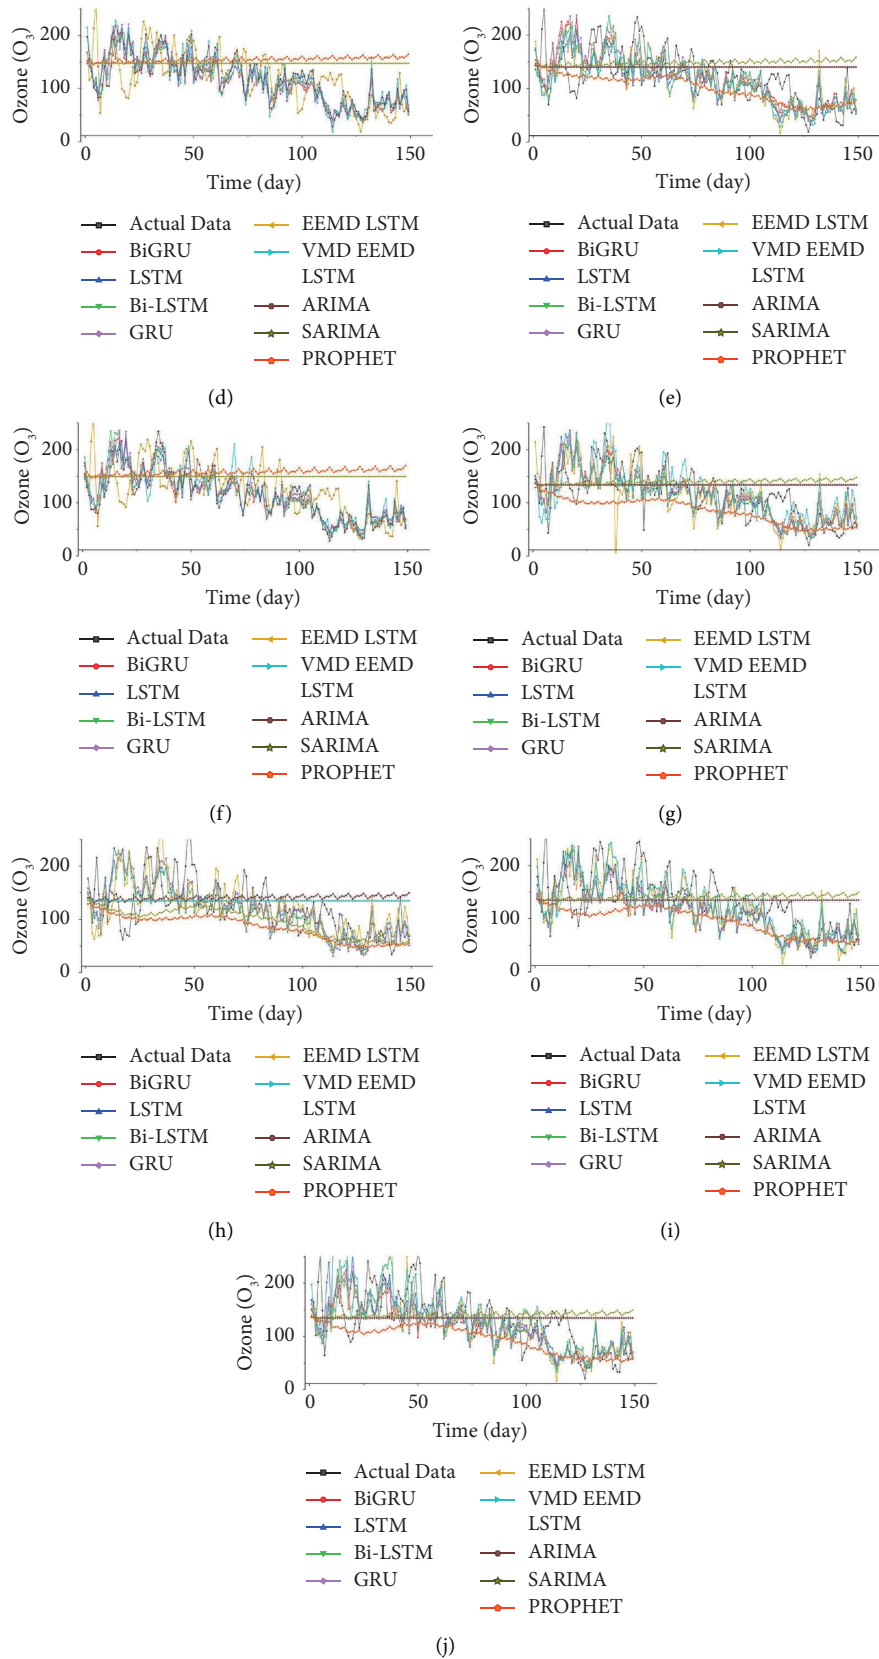 Ozone (O3)
200
100
0
0 50 100 150
Time (day)
Actual Data
BiGRU
LSTM
Bi-LSTM
GRU
EEMD LSTM
VMD EEMD
LSTM
ARIMA
SARIMA
PROPHET
(d)
Ozone (O3)
200
100
0
0 50 100 150
Time (day)
Actual Data
BiGRU
LSTM
Bi-LSTM
GRU
EEMD LSTM
VMD EEMD
LSTM
ARIMA
SARIMA
PROPHET
(e)
Ozone (O3)
200
100
0
0 50 100 150
Time (day)
Actual Data
BiGRU
LSTM
Bi-LSTM
GRU
EEMD LSTM
VMD EEMD
LSTM
ARIMA
SARIMA
PROPHET
(f)
Ozone (O3)
200
100
0
0 50 100 150
Time (day)
Actual Data
BiGRU
LSTM
Bi-LSTM
GRU
EEMD LSTM
VMD EEMD
LSTM
ARIMA
SARIMA
PROPHET
(g)
Ozone (O3)
200
100
0
0 50 100 150
Time (day)
Actual Data
BiGRU
LSTM
Bi-LSTM
GRU
EEMD LSTM
VMD EEMD
LSTM
ARIMA
SARIMA
PROPHET
(h)
Ozone (O3)
200
100
0
0 50 100 150
Time (day)
Actual Data
BiGRU
LSTM
Bi-LSTM
GRU
EEMD LSTM
VMD EEMD
LSTM
ARIMA
SARIMA
PROPHET
(i)
Ozone (O3)
200
100
0
0 50 100 150
Time (day)
Actual Data
BiGRU
LSTM
Bi-LSTM
GRU
EEMD LSTM
VMD EEMD
LSTM
ARIMA
SARIMA
PROPHET
(j)